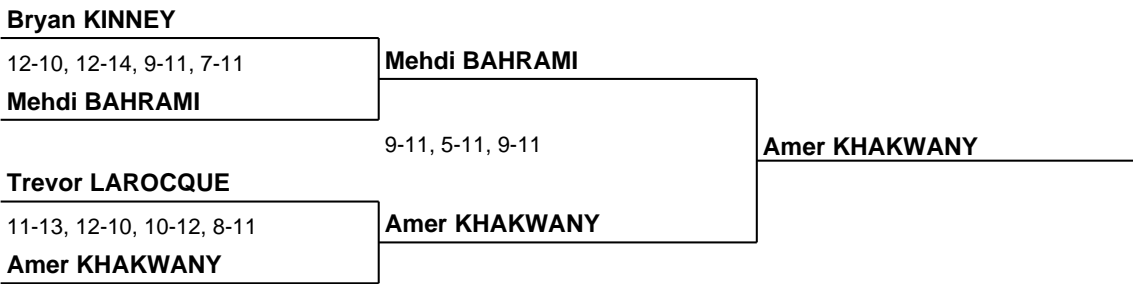 Bryan KINNEY
12-10, 12-14, 9-11, 7-11
Mehdi BAHRAMI
Mehdi BAHRAMI
9-11, 5-11, 9-11
Amer KHAKWANY
Trevor LAROCQUE
11-13, 12-10, 10-12, 8-11
Amer KHAKWANY
Amer KHAKWANY